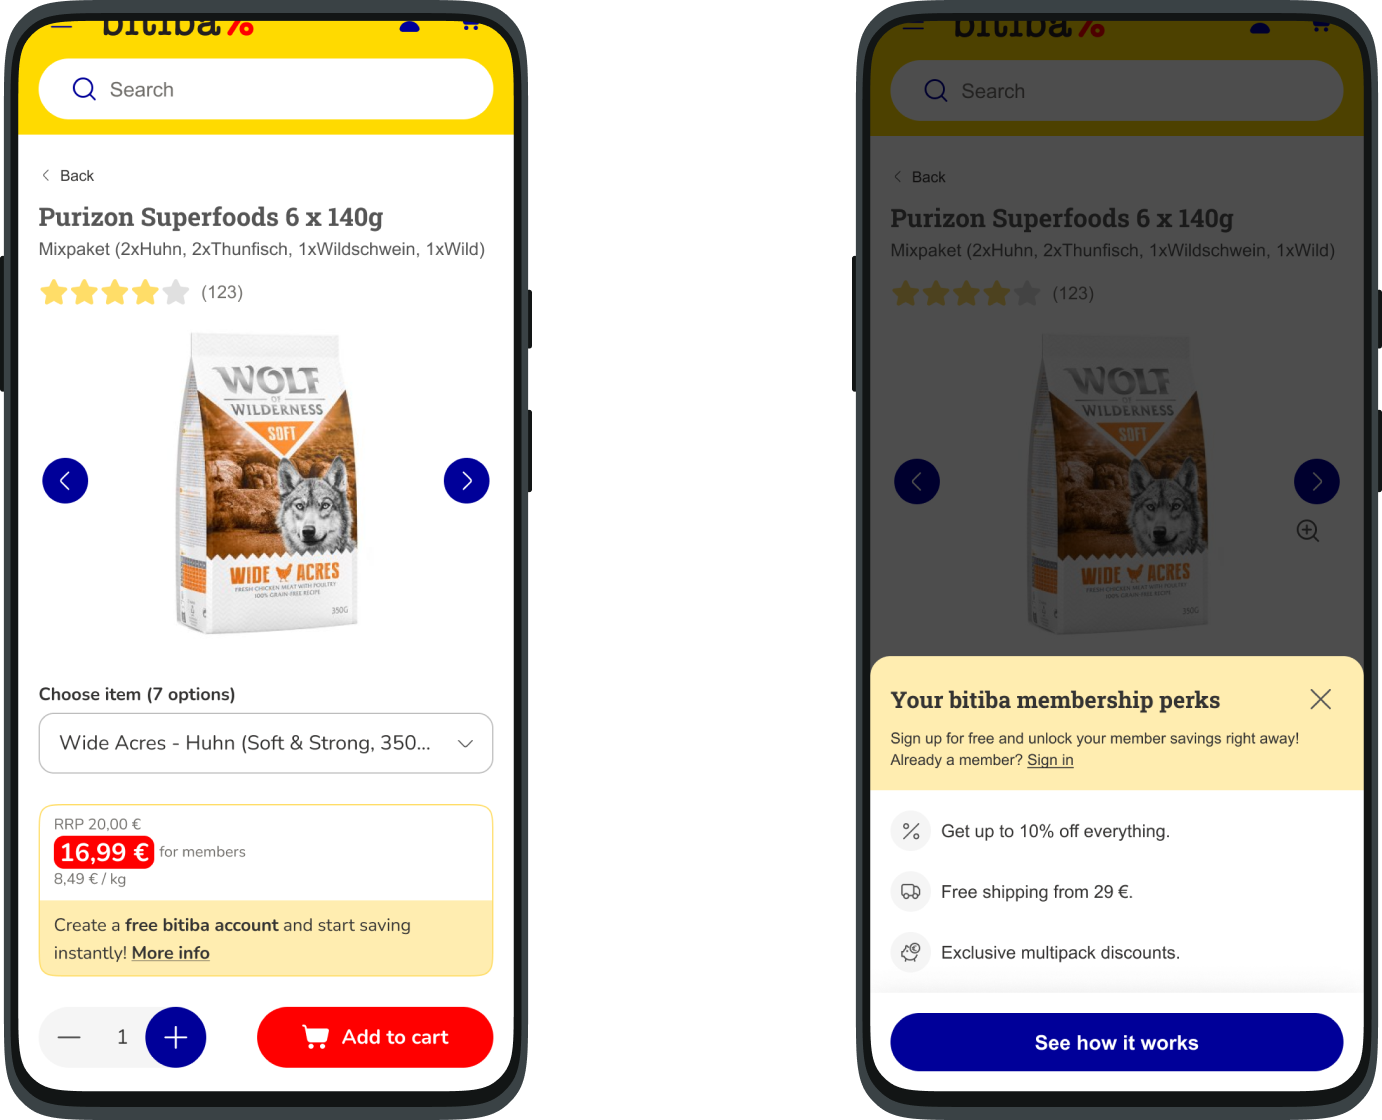 bitiba%
Search
Back
Purizon Superfoods 6 x 140g
Mixpaket (2xHuhn, 2xThunfisch, 1xWildschwein, 1xWild)
(123)
WOLF
OF
WILDERNESS
SOFT
WIDE ACRES
FRESH CHICKEN MEAT WITH POULTRY
100% GRAIN-FREE RECIPE
350G
Choose item (7 options)
Wide Acres - Huhn (Soft & Strong, 350...
RRP 20,00 €
16,99 € for members
8,49 € / kg
Create a free bitiba account and start saving
instantly! More info
1
Add to cart
bitiba%
Search
Back
Purizon Superfoods 6 x 140g
Mixpaket (2xHuhn, 2xThunfisch, 1xWildschwein, 1xWild)
(123)
WOLF
OF
WILDERNESS
SOFT
WIDE ACRES
FRESH CHICKEN MEAT WITH POULTRY
100% GRAIN-FREE RECIPE
350G
Your bitiba membership perks
Sign up for free and unlock your member savings right away!
Already a member? Sign in
Get up to 10% off everything.
Free shipping from 29 €.
Exclusive multipack discounts.
See how it works